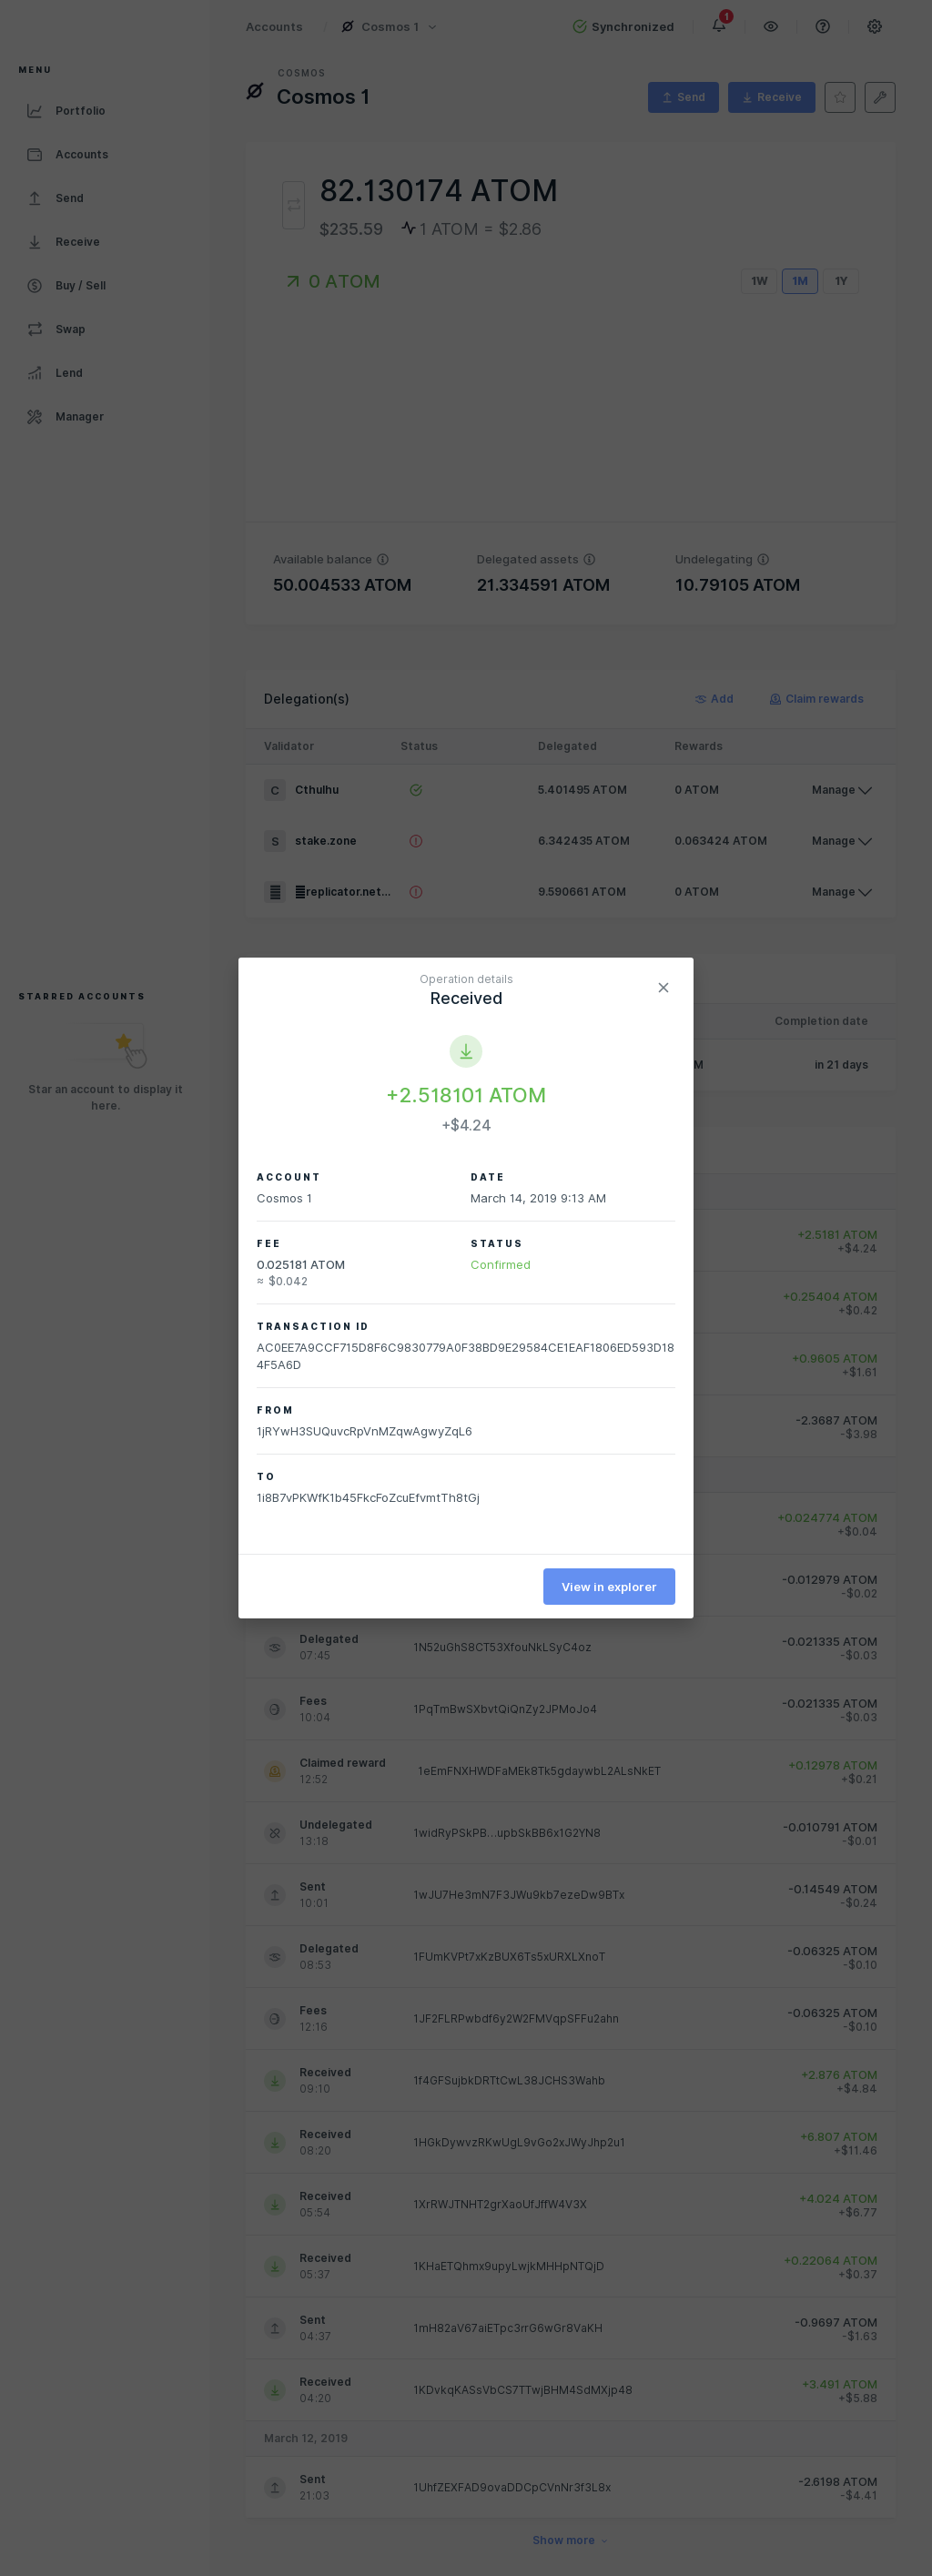 Accounts / Cosmos 1
Synchronized
1
MENU
Portfolio
Accounts
Send
Receive
Buy / Sell
Swap
Lend
Manager
STARRED ACCOUNTS
Star an account to display it
here.
COSMOS
Cosmos 1
Send
Receive
82.130174 ATOM
$235.59 1 ATOM = $2.86
0 ATOM
1W 1M 1Y
Available balance Delegated assets Undelegating
50.004533 ATOM 21.334591 ATOM 10.79105 ATOM
Delegation(s) Add Claim rewards
Validator Status Delegated Rewards
C Cthulhu 5.401495 ATOM 0 ATOM Manage
S stake.zone 6.342435 ATOM 0.063424 ATOM Manage
𝌆 𝌆replicator.net... 9.590661 ATOM 0 ATOM Manage
Completion date
M in 21 days
Operation details
Received
+2.518101 ATOM
+$4.24
ACCOUNT DATE
Cosmos 1 March 14, 2019 9:13 AM
FEE STATUS
0.025181 ATOM Confirmed
≈ $0.042
TRANSACTION ID
AC0EE7A9CCF715D8F6C9830779A0F38BD9E29584CE1EAF1806ED593D18
4F5A6D
FROM
1jRYwH3SUQuvcRpVnMZqwAgwyZqL6
TO
1i8B7vPKWfK1b45FkcFoZcuEfvmtTh8tGj
View in explorer
+2.5181 ATOM
+$4.24
+0.25404 ATOM
+$0.42
+0.9605 ATOM
+$1.61
-2.3687 ATOM
-$3.98
+0.024774 ATOM
+$0.04
-0.012979 ATOM
-$0.02
Delegated 1N52uGhS8CT53XfouNkLSyC4oz -0.021335 ATOM
07:45 -$0.03
Fees 1PqTmBwSXbvtQiQnZy2JPMoJo4 -0.021335 ATOM
10:04 -$0.03
Claimed reward 1eEmFNXHWDFaMEk8Tk5gdaywbL2ALsNkET +0.12978 ATOM
12:52 +$0.21
Undelegated 1widRyPSkPB...upbSkBB6x1G2YN8 -0.010791 ATOM
13:18 -$0.01
Sent 1wJU7He3mN7F3JWu9kb7ezeDw9BTx -0.14549 ATOM
10:01 -$0.24
Delegated 1FUmKVPt7xKzBUX6Ts5xURXLXnoT -0.06325 ATOM
08:53 -$0.10
Fees 1JF2FLRPwbdf6y2W2FMVqpSFFu2ahn -0.06325 ATOM
12:16 -$0.10
Received 1f4GFSujbkDRTtCwL38JCHS3Wahb +2.876 ATOM
09:10 +$4.84
Received 1HGkDywvzRKwUgL9vGo2xJWyJhp2u1 +6.807 ATOM
08:20 +$11.46
Received 1XrRWJTNHT2grXaoUfJffW4V3X +4.024 ATOM
05:54 +$6.77
Received 1KHaETQhmx9upyLwjkMHHpNTQjD +0.22064 ATOM
05:37 +$0.37
Sent 1mH82aV67aiETpc3rrG6wGr8VaKH -0.9697 ATOM
04:37 -$1.63
Received 1KDvkqKASsVbCS7TTwjBHM4SdMXjp48 +3.491 ATOM
04:20 +$5.88
March 12, 2019
Sent 1UhfZEXFAD9ovaDDCpCVnNr3f3L8x -2.6198 ATOM
21:03 -$4.41
Show more